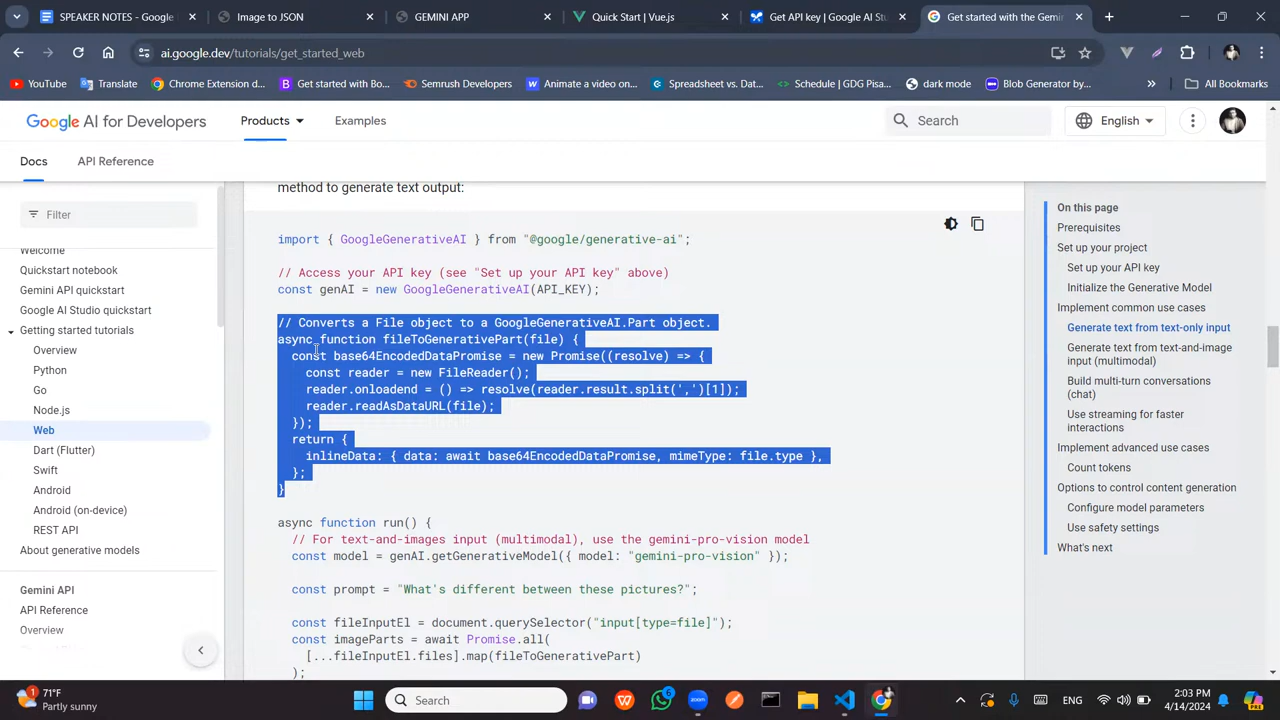 SPEAKER NOTES - Google
Image to JSON
GEMINI APP
Quick Start | Vue.js
Get API key | Google AI Stu
Get started with the Gemin
ai.google.dev/tutorials/get_started_web
YouTube
Translate
Chrome Extension d...
Get started with Bo...
Semrush Developers
Animate a video on...
Spreadsheet vs. Dat...
Schedule | GDG Pisa...
dark mode
Blob Generator by...
All Bookmarks
Google AI for Developers
Products
Examples
Search
English
Docs
API Reference
Filter
Welcome
Quickstart notebook
Gemini API quickstart
Google AI Studio quickstart
Getting started tutorials
Overview
Python
Go
Node.js
Web
Dart (Flutter)
Swift
Android
Android (on-device)
REST API
About generative models
Gemini API
API Reference
Overview
method to generate text output:
import { GoogleGenerativeAI } from "@google/generative-ai";
// Access your API key (see "Set up your API key" above)
const genAI = new GoogleGenerativeAI(API_KEY);
// Converts a File object to a GoogleGenerativeAI.Part object.
async function fileToGenerativePart(file) {
const base64EncodedDataPromise = new Promise((resolve) => {
const reader = new FileReader();
reader.onloadend = () => resolve(reader.result.split(',')[1]);
reader.readAsDataURL(file);
});
return {
inlineData: { data: await base64EncodedDataPromise, mimeType: file.type },
};
}
async function run() {
// For text-and-images input (multimodal), use the gemini-pro-vision model
const model = genAI.getGenerativeModel({ model: "gemini-pro-vision" });
const prompt = "What's different between these pictures?";
const fileInputEl = document.querySelector("input[type=file]");
const imageParts = await Promise.all(
[...fileInputEl.files].map(fileToGenerativePart)
);
On this page
Prerequisites
Set up your project
Set up your API key
Initialize the Generative Model
Implement common use cases
Generate text from text-only input
Generate text from text-and-image
input (multimodal)
Build multi-turn conversations
(chat)
Use streaming for faster
interactions
Implement advanced use cases
Count tokens
Options to control content generation
Configure model parameters
Use safety settings
What's next
1
71°F
Partly sunny
Search
6
ENG
2:03 PM
4/14/2024